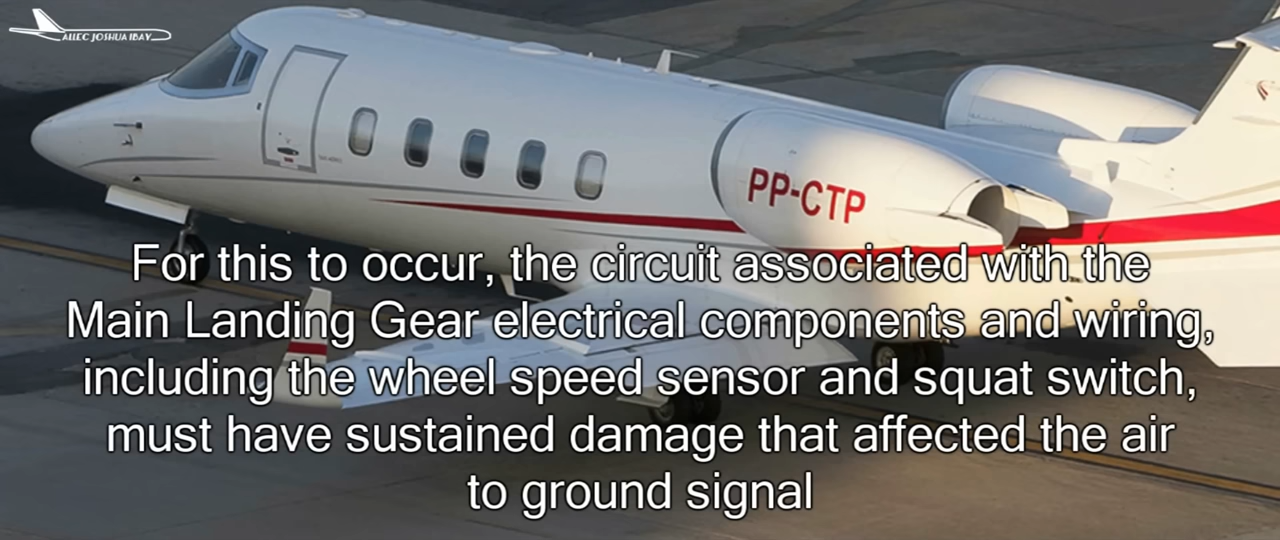 ALLEC JOSHUA IBAY
PP-CTP
For this to occur, the circuit associated with the
Main Landing Gear electrical components and wiring,
including the wheel speed sensor and squat switch,
must have sustained damage that affected the air
to ground signal